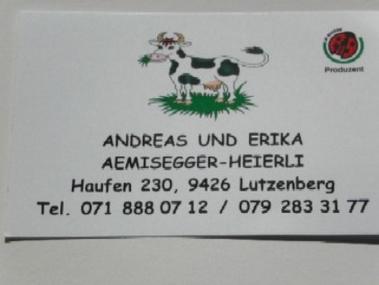 Produzent
ANDREAS UND ERIKA
AEMISEGGER-HEIERLI
Haufen 230, 9426 Lutzenberg
Tel. 071 888 07 12 / 079 283 31 77